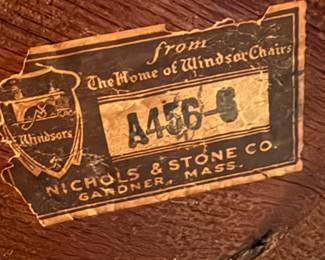 from
The Home of Windsor Chairs
Windsors
A456-6
NICHOLS & STONE CO.
GARDNER, MASS.